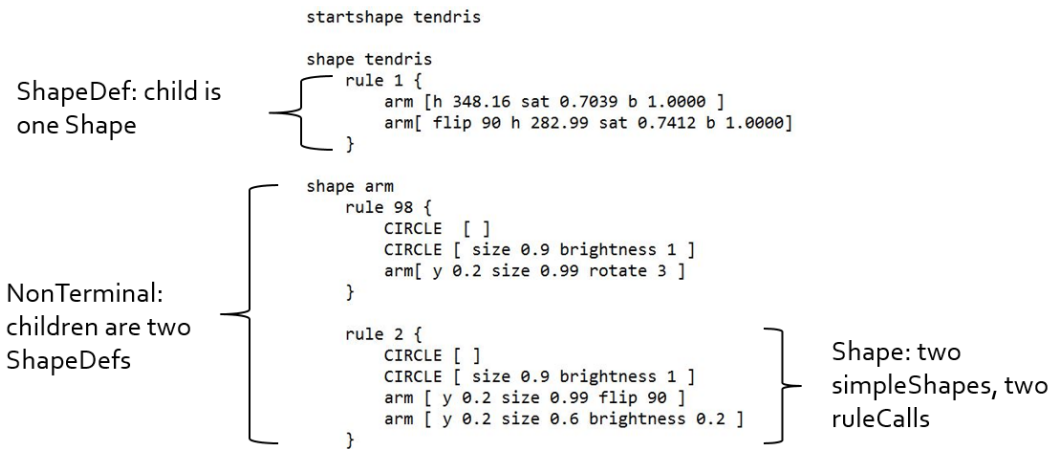 startshape tendris
shape tendris
rule 1 {
arm [h 348.16 sat 0.7039 b 1.0000 ]
arm[ flip 90 h 282.99 sat 0.7412 b 1.0000]
}
ShapeDef: child is
one Shape
shape arm
rule 98 {
CIRCLE  [ ]
CIRCLE [ size 0.9 brightness 1 ]
arm[ y 0.2 size 0.99 rotate 3 ]
}
rule 2 {
CIRCLE [ ]
CIRCLE [ size 0.9 brightness 1 ]
arm [ y 0.2 size 0.99 flip 90 ]
arm [ y 0.2 size 0.6 brightness 0.2 ]
}
NonTerminal:
children are two
ShapeDefs
Shape: two
simpleShapes, two
ruleCalls